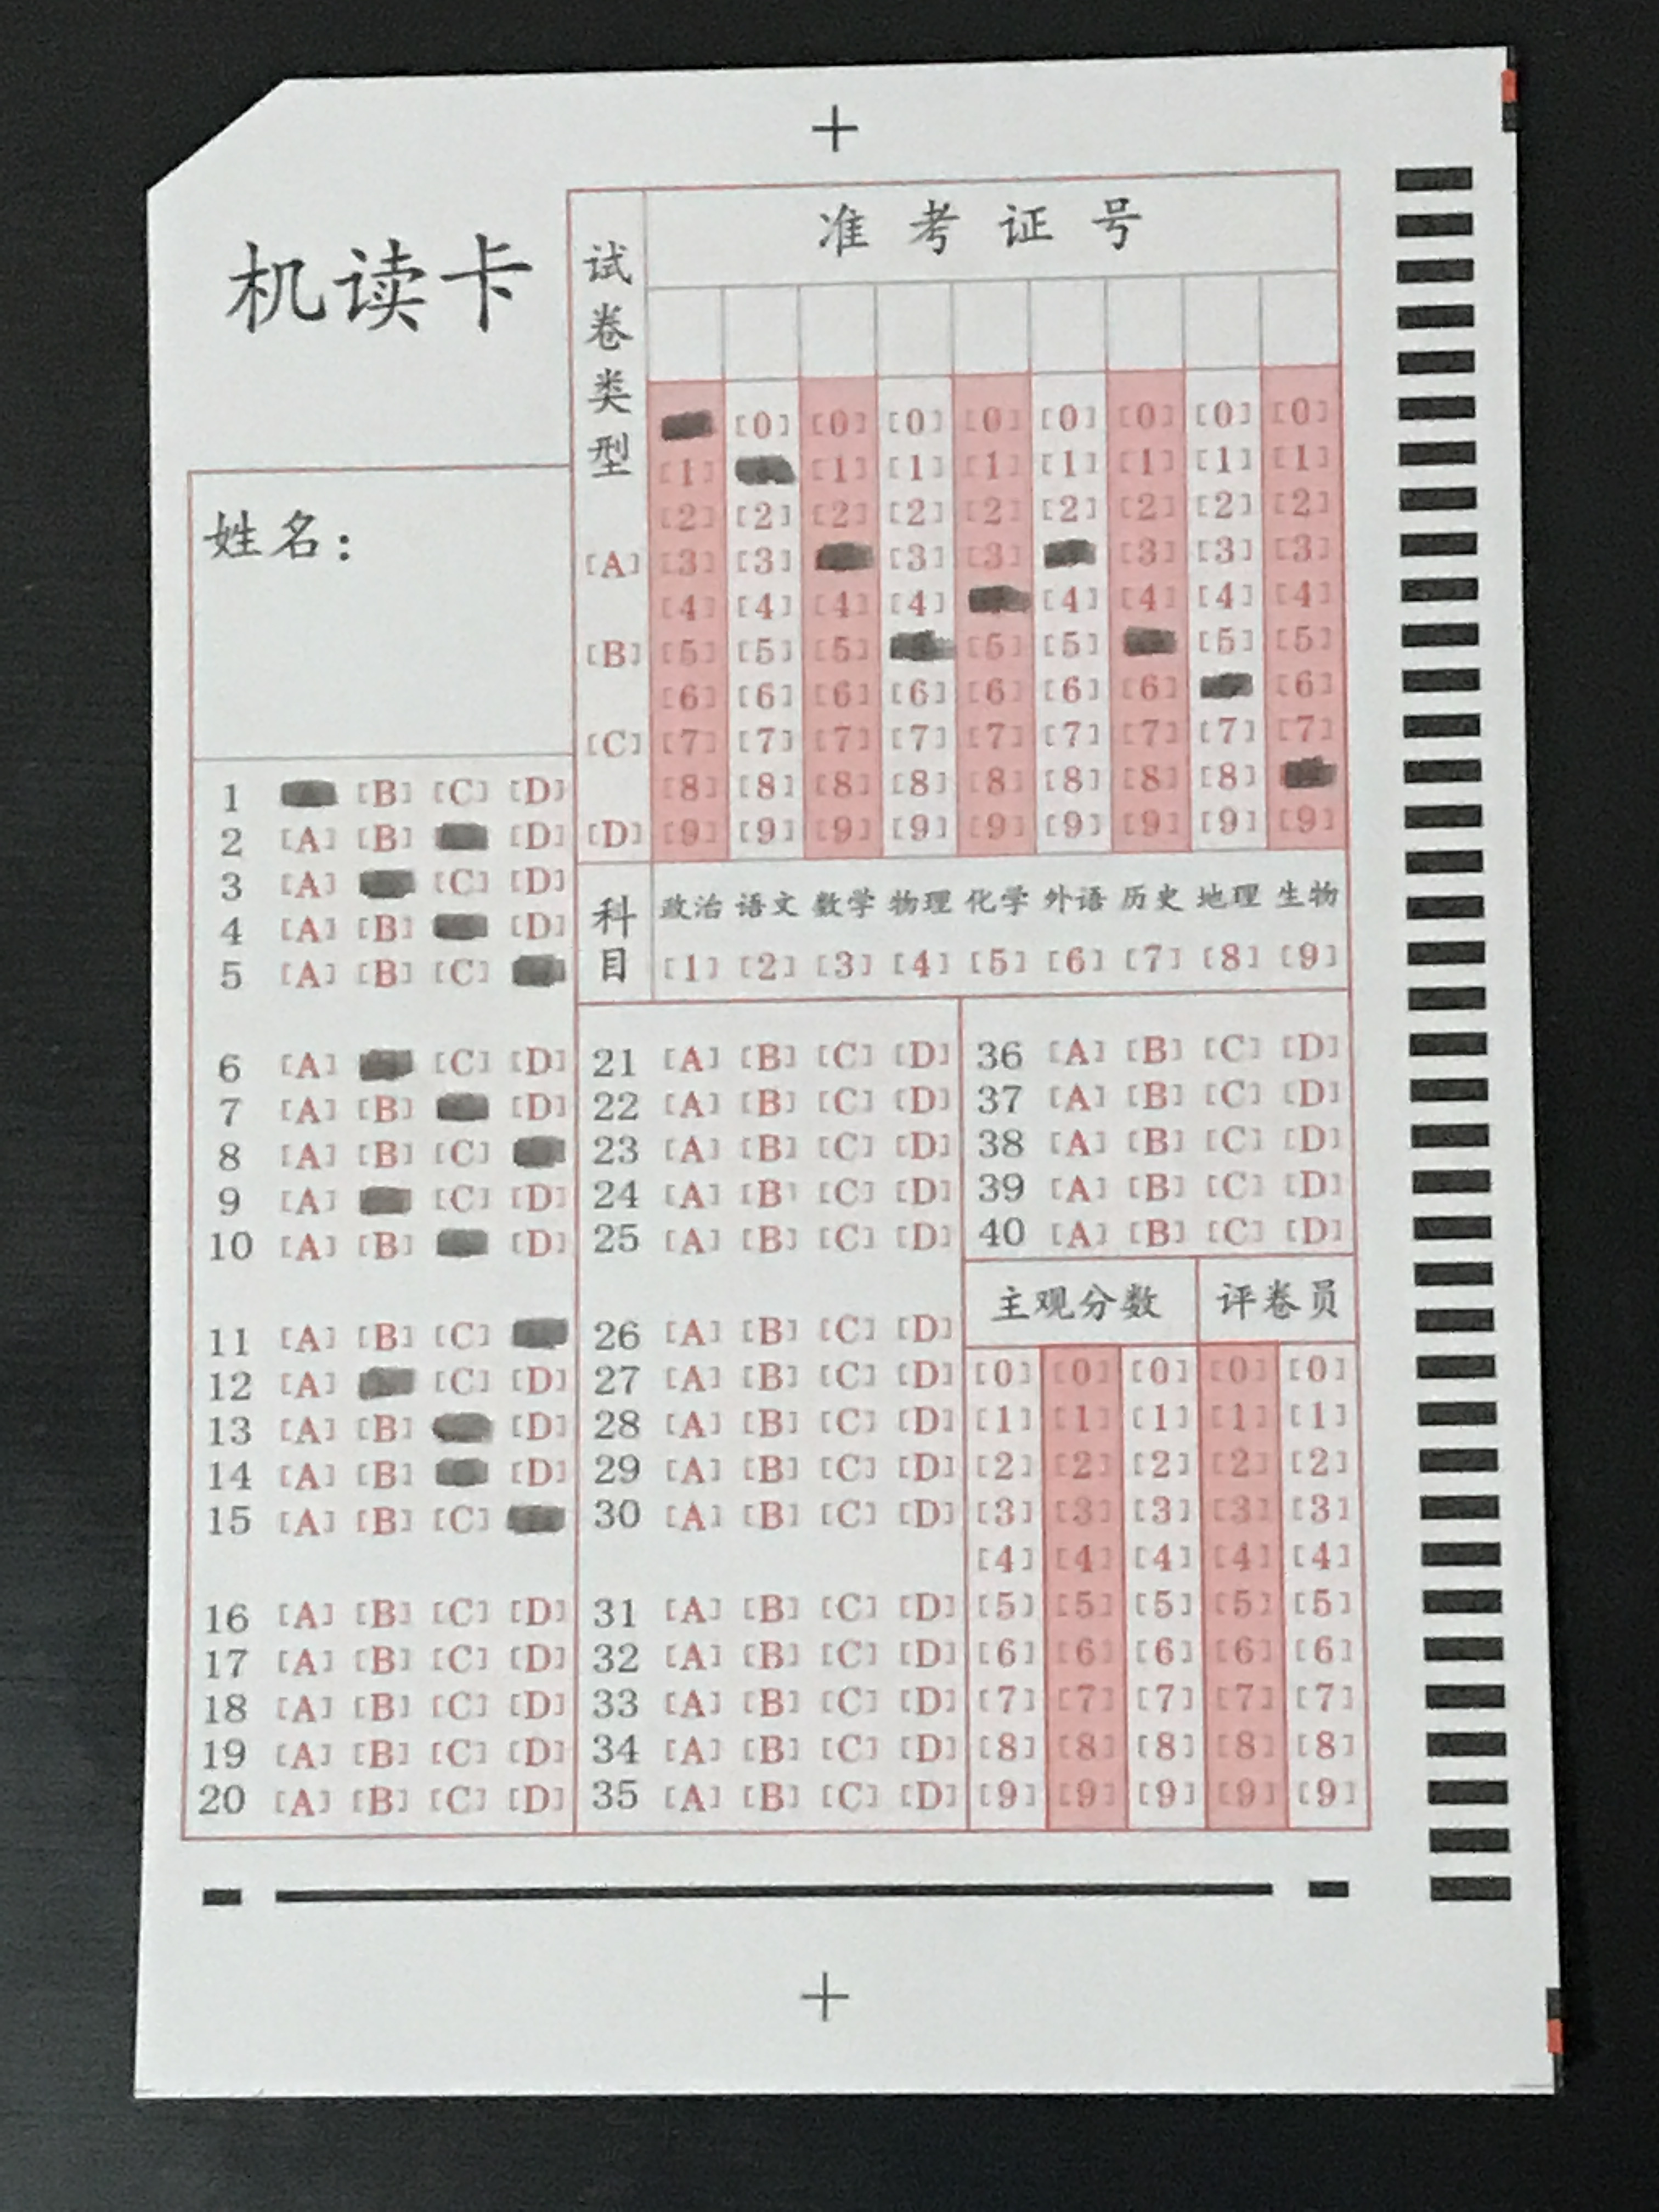 机读卡
准考证号
试卷类型
姓名：
[0] [0] [0] [0] [0] [0] [0] [0]
[1] [1] [1] [1] [1] [1] [1] [1]
[2] [2] [2] [2] [2] [2] [2] [2] [2]
[A] [3] [3] [3] [3] [3] [3] [3]
[4] [4] [4] [4] [4] [4] [4] [4]
[B] [5] [5] [5] [5] [5] [5] [5]
[6] [6] [6] [6] [6] [6] [6] [6]
[C] [7] [7] [7] [7] [7] [7] [7] [7] [7]
[8] [8] [8] [8] [8] [8] [8] [8]
[D] [9] [9] [9] [9] [9] [9] [9] [9] [9]
科目 政治 语文 数学 物理 化学 外语 历史 地理 生物
[1] [2] [3] [4] [5] [6] [7] [8] [9]
1 [B] [C] [D]
2 [A] [B] [D]
3 [A] [C] [D]
4 [A] [B] [D]
5 [A] [B] [C]
6 [A] [C] [D]
7 [A] [B] [D]
8 [A] [B] [C]
9 [A] [C] [D]
10 [A] [B] [D]
11 [A] [B] [C]
12 [A] [C] [D]
13 [A] [B] [D]
14 [A] [B] [D]
15 [A] [B] [C]
16 [A] [B] [C] [D]
17 [A] [B] [C] [D]
18 [A] [B] [C] [D]
19 [A] [B] [C] [D]
20 [A] [B] [C] [D]
21 [A] [B] [C] [D]
22 [A] [B] [C] [D]
23 [A] [B] [C] [D]
24 [A] [B] [C] [D]
25 [A] [B] [C] [D]
26 [A] [B] [C] [D]
27 [A] [B] [C] [D]
28 [A] [B] [C] [D]
29 [A] [B] [C] [D]
30 [A] [B] [C] [D]
31 [A] [B] [C] [D]
32 [A] [B] [C] [D]
33 [A] [B] [C] [D]
34 [A] [B] [C] [D]
35 [A] [B] [C] [D]
36 [A] [B] [C] [D]
37 [A] [B] [C] [D]
38 [A] [B] [C] [D]
39 [A] [B] [C] [D]
40 [A] [B] [C] [D]
主观分数 评卷员
[0] [0] [0] [0] [0]
[1] [1] [1] [1] [1]
[2] [2] [2] [2] [2]
[3] [3] [3] [3] [3]
[4] [4] [4] [4] [4]
[5] [5] [5] [5] [5]
[6] [6] [6] [6] [6]
[7] [7] [7] [7] [7]
[8] [8] [8] [8] [8]
[9] [9] [9] [9] [9]